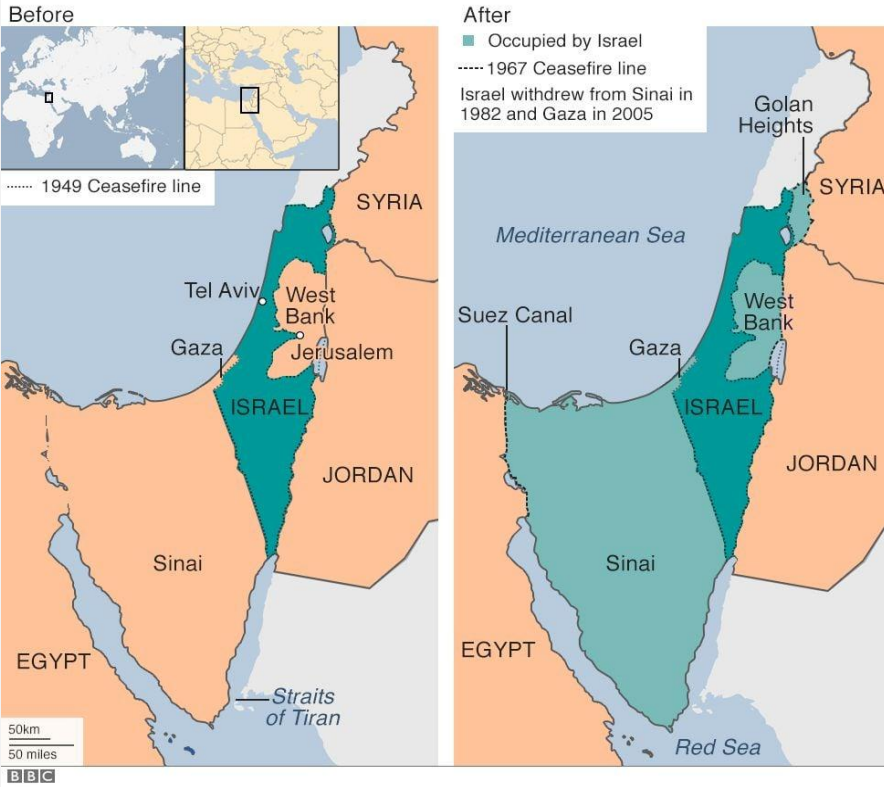 Before
1949 Ceasefire line
SYRIA
Tel Aviv
West
Bank
Gaza
Jerusalem
ISRAEL
JORDAN
Sinai
EGYPT
Straits
of Tiran
50km
50 miles
After
Occupied by Israel
1967 Ceasefire line
Israel withdrew from Sinai in
1982 and Gaza in 2005
Golan
Heights
SYRIA
Mediterranean Sea
West
Bank
Suez Canal
Gaza
ISRAEL
JORDAN
Sinai
EGYPT
Red Sea
BBC